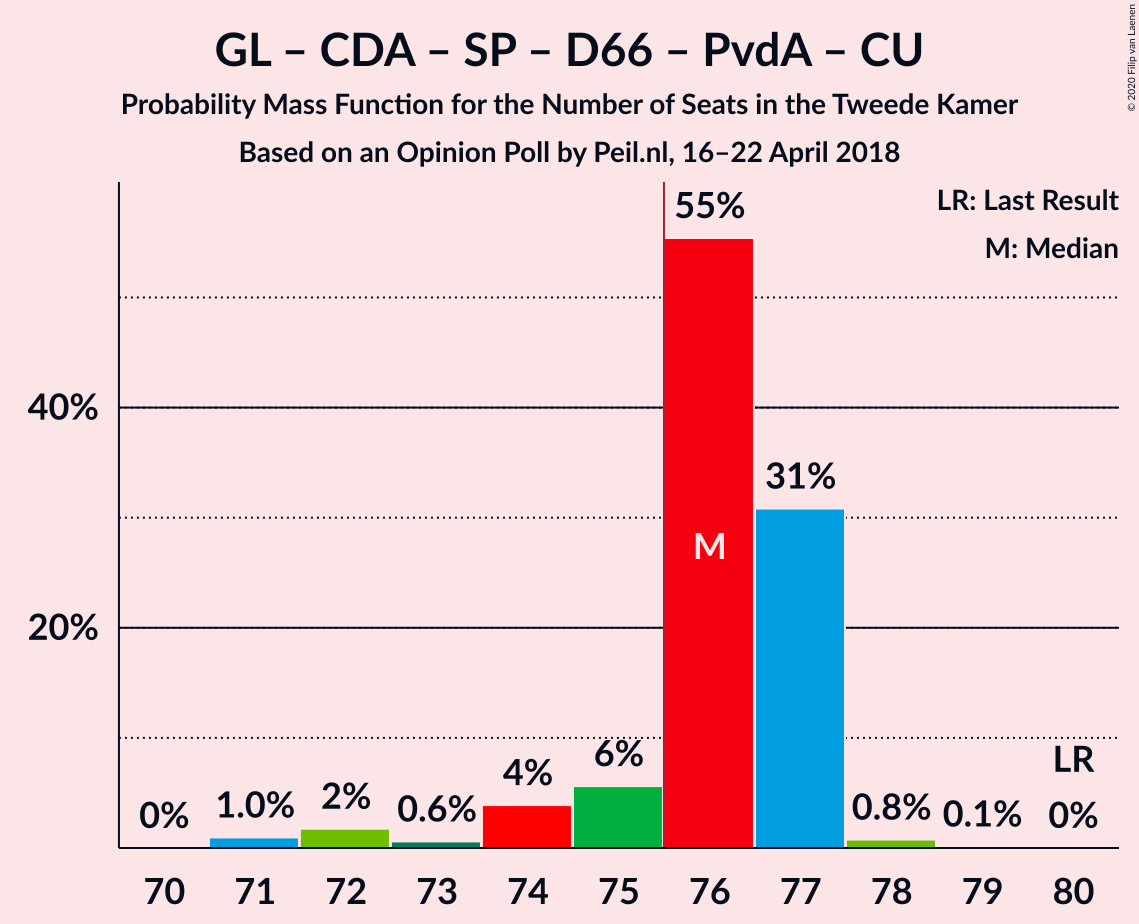 GL – CDA – SP – D66 – PvdA – CU
Probability Mass Function for the Number of Seats in the Tweede Kamer
Based on an Opinion Poll by Peil.nl, 16–22 April 2018
© 2020 Filip van Laenen
LR: Last Result
M: Median
40%
20%
0%
1.0%
2%
0.6%
4%
6%
55%
M
31%
0.8%
0.1%
LR
0%
70 71 72 73 74 75 76 77 78 79 80